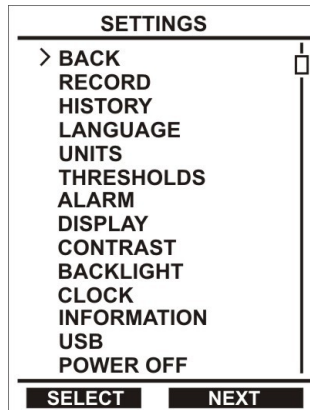 SETTINGS
> BACK
RECORD
HISTORY
LANGUAGE
UNITS
THRESHOLDS
ALARM
DISPLAY
CONTRAST
BACKLIGHT
CLOCK
INFORMATION
USB
POWER OFF
SELECT NEXT